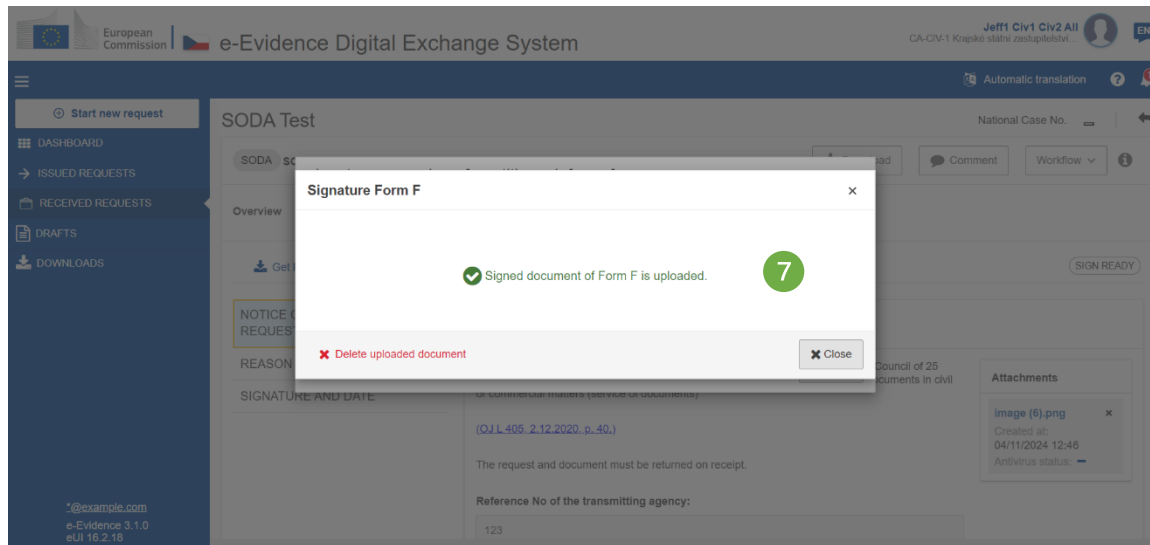 European
Commission
e-Evidence Digital Exchange System
Jeff1 Civ1 Civ2 All
CA-CIV-1 Krajské státní zastupitelství...
EN
Automatic translation
Start new request
SODA Test
National Case No.
DASHBOARD
SODA
Comment
Workflow
ISSUED REQUESTS
Signature Form F
RECEIVED REQUESTS
Overview
DRAFTS
DOWNLOADS
Get
Signed document of Form F is uploaded.
7
SIGN READY
NOTICE
REQUES
Delete uploaded document
Close
REASON
Council of 25
documents in civil
Attachments
SIGNATURE AND DATE
or commercial matters (service of documents)
image (6).png
(OJ L 405, 2.12.2020, p. 40.)
Created at:
04/11/2024 12:46
Antivirus status:
The request and document must be returned on receipt.
Reference No of the transmitting agency:
123
*@example.com
e-Evidence 3.1.0
eUI 16.2.18